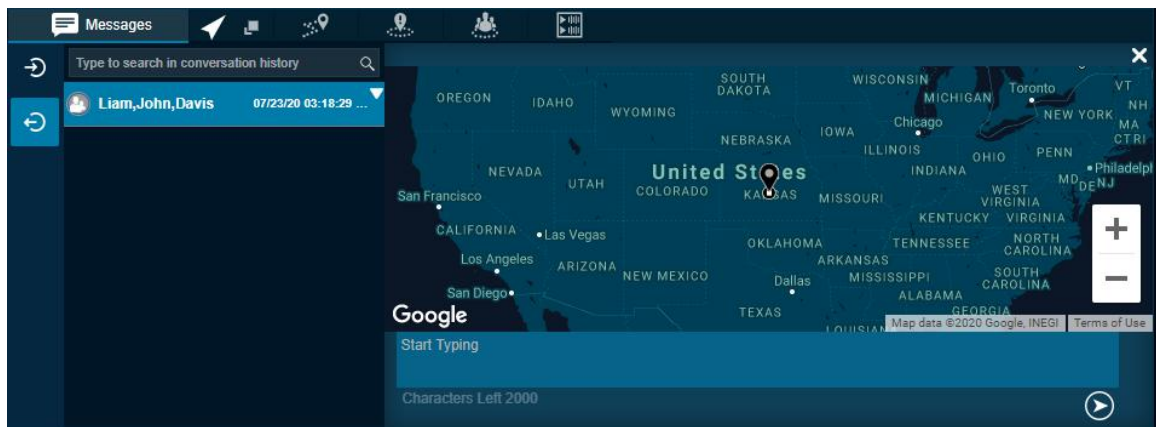 Messages
Type to search in conversation history
Liam,John,Davis 07/23/20 03:18:29 ...
OREGON
IDAHO
WYOMING
SOUTH
DAKOTA
WISCONSIN
MICHIGAN
Toronto
VT
NH
NEW YORK
MA
CT RI
Chicago
IOWA
NEBRASKA
ILLINOIS
INDIANA
OHIO
PENN
Philadelp
MD
DE NJ
NEVADA
UTAH
United States
COLORADO
KANSAS
MISSOURI
WEST
VIRGINIA
KENTUCKY
VIRGINIA
San Francisco
CALIFORNIA
Las Vegas
OKLAHOMA
TENNESSEE
NORTH
CAROLINA
Los Angeles
ARIZONA
NEW MEXICO
ARKANSAS
Dallas
MISSISSIPPI
SOUTH
CAROLINA
San Diego
ALABAMA
TEXAS
GEORGIA
LOUISIAN
Google
Map data ©2020 Google, INEGI
Terms of Use
Start Typing
Characters Left 2000